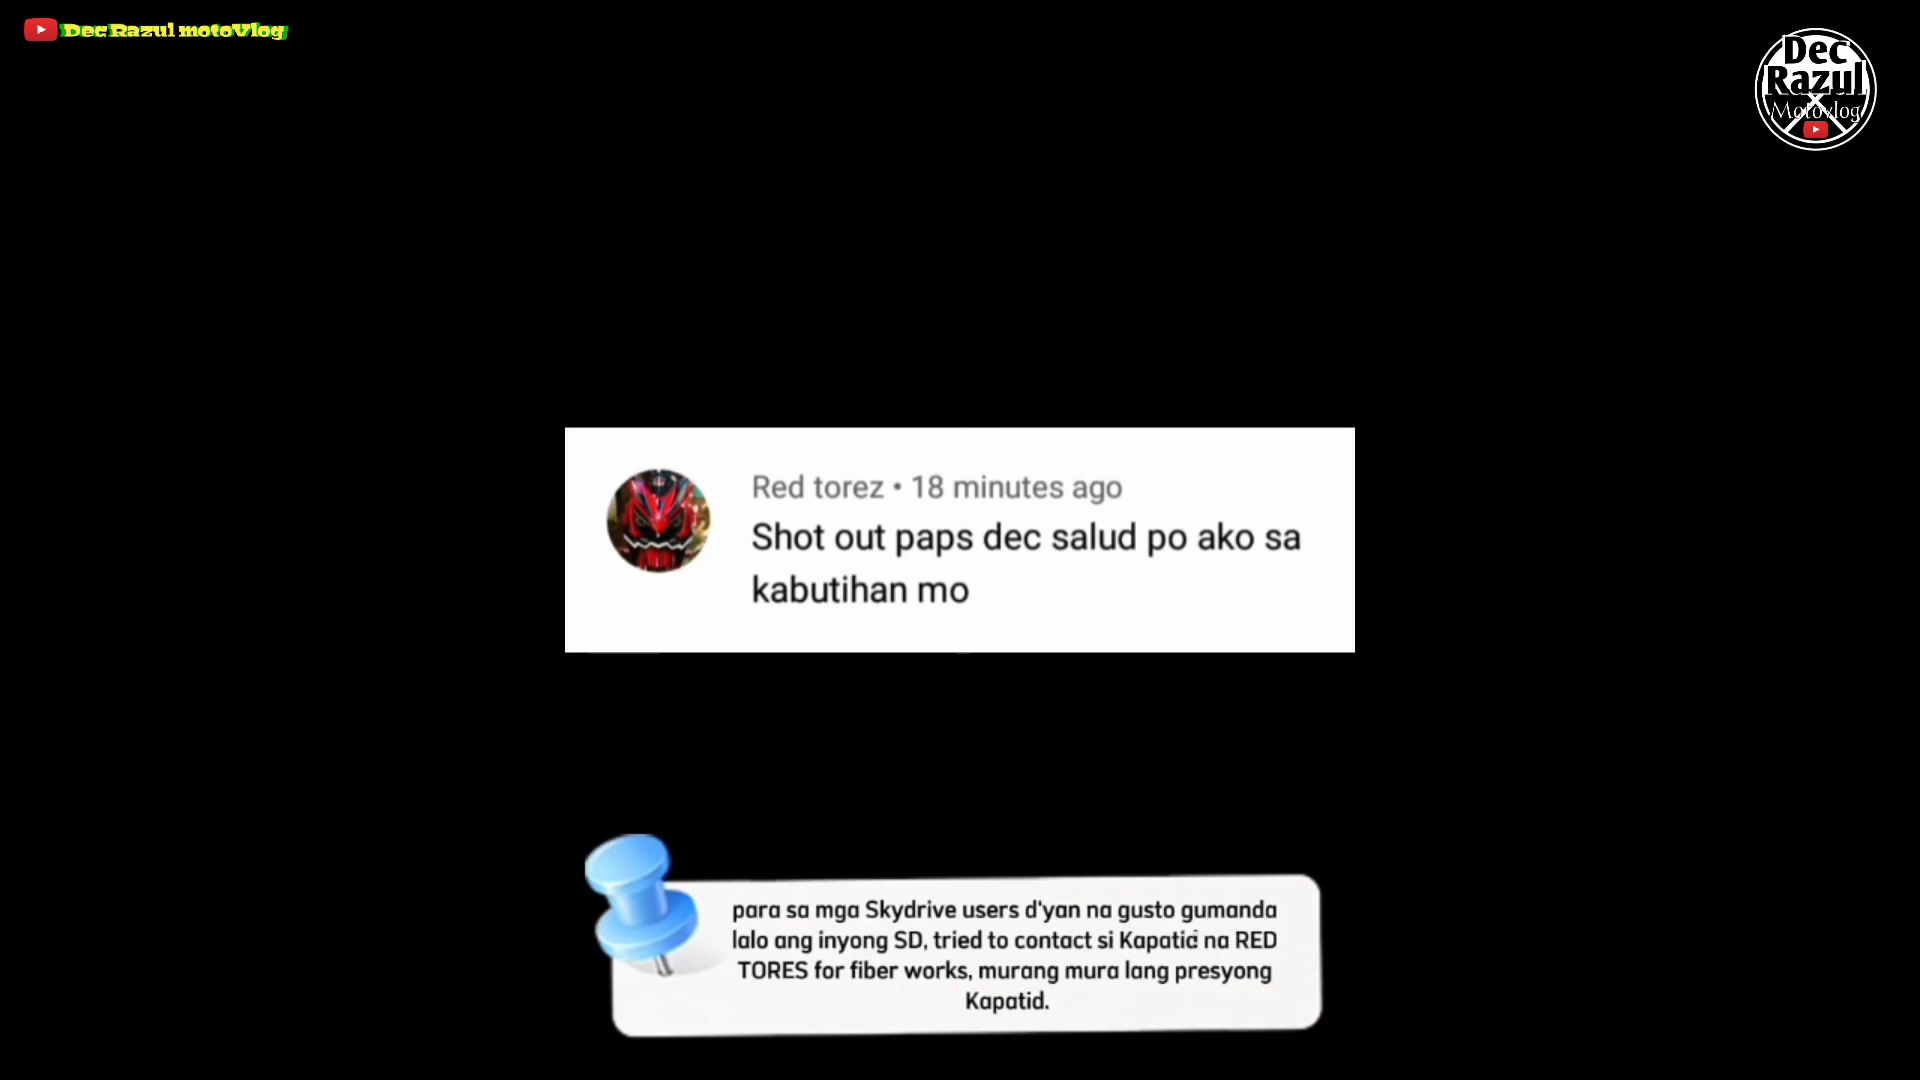 Dec Razul motoVlog
Dec
Razul
Motovlog
Red torez • 18 minutes ago
Shot out paps dec salud po ako sa
kabutihan mo
para sa mga Skydrive users d'yan na gusto gumanda
lalo ang inyong SD, tried to contact si Kapatid na RED
TORES for fiber works, murang mura lang presyong
Kapatid.